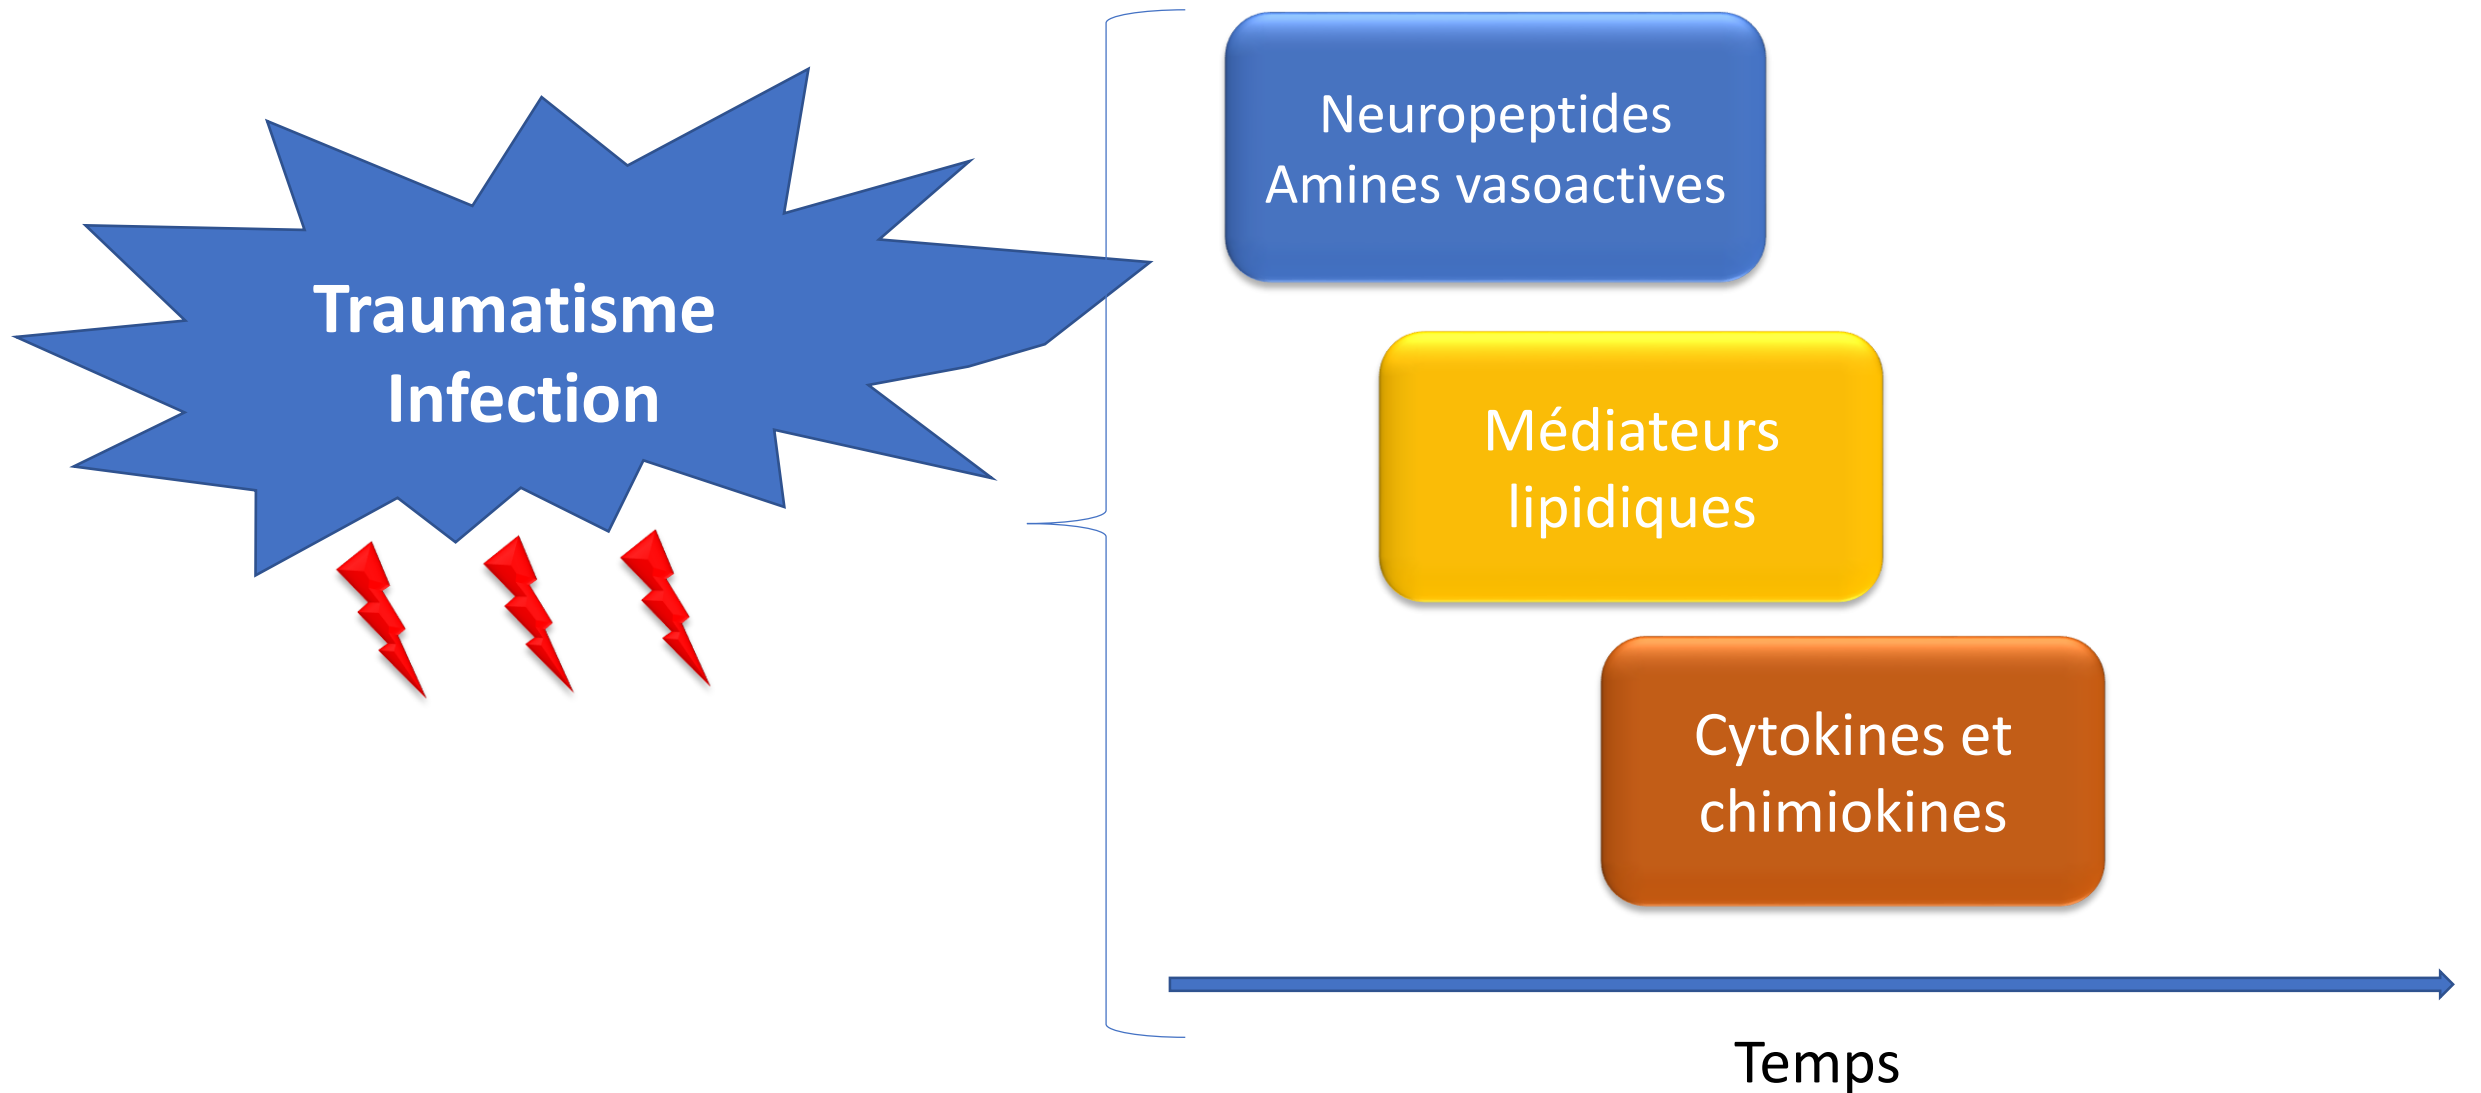 Traumatisme
Infection
Neuropeptides
Amines vasoactives
Médiateurs
lipidiques
Cytokines et
chimiokines
Temps